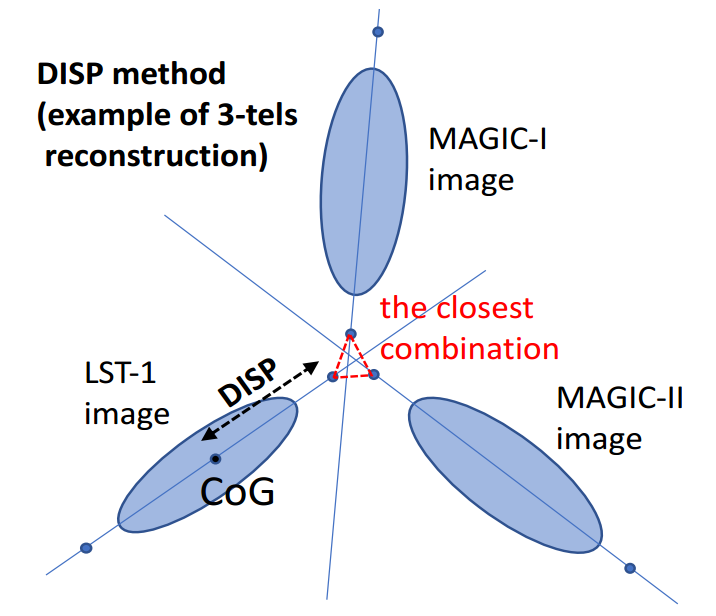 DISP method
(example of 3-tels
reconstruction)
MAGIC-I
image
the closest
combination
LST-1
image
DISP
CoG
MAGIC-II
image